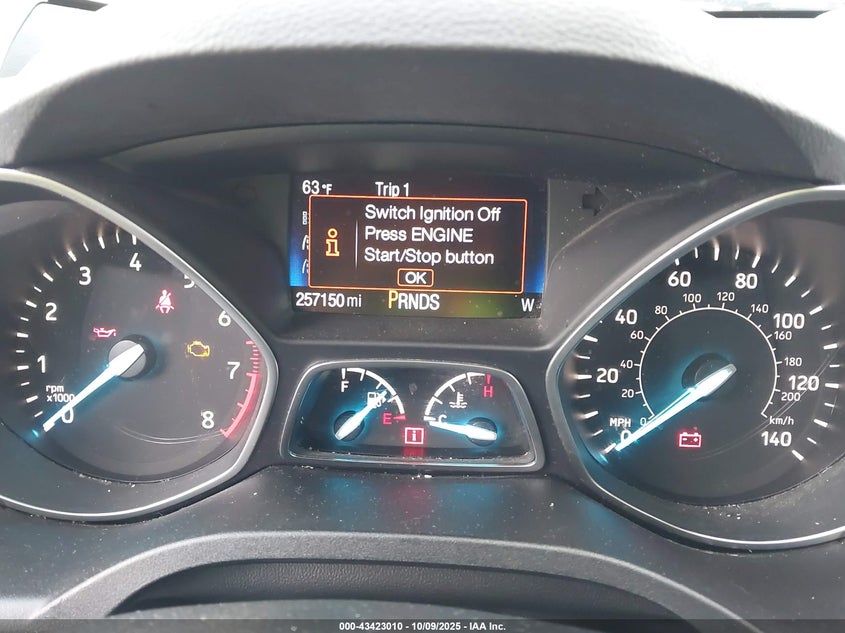 63°F Trip 1
Switch Ignition Off
Press ENGINE
Start/Stop button
OK
257150 mi PRNDS W
0 1 2 3 4 5 6 7 8
rpm
x1000
F E
H C
0 20 40 60 80 100 120 140
MPH
0 20 40 60 80 100 120 140 160 180 200
km/h
000-43423010 - 10/09/2025 - IAA Inc.